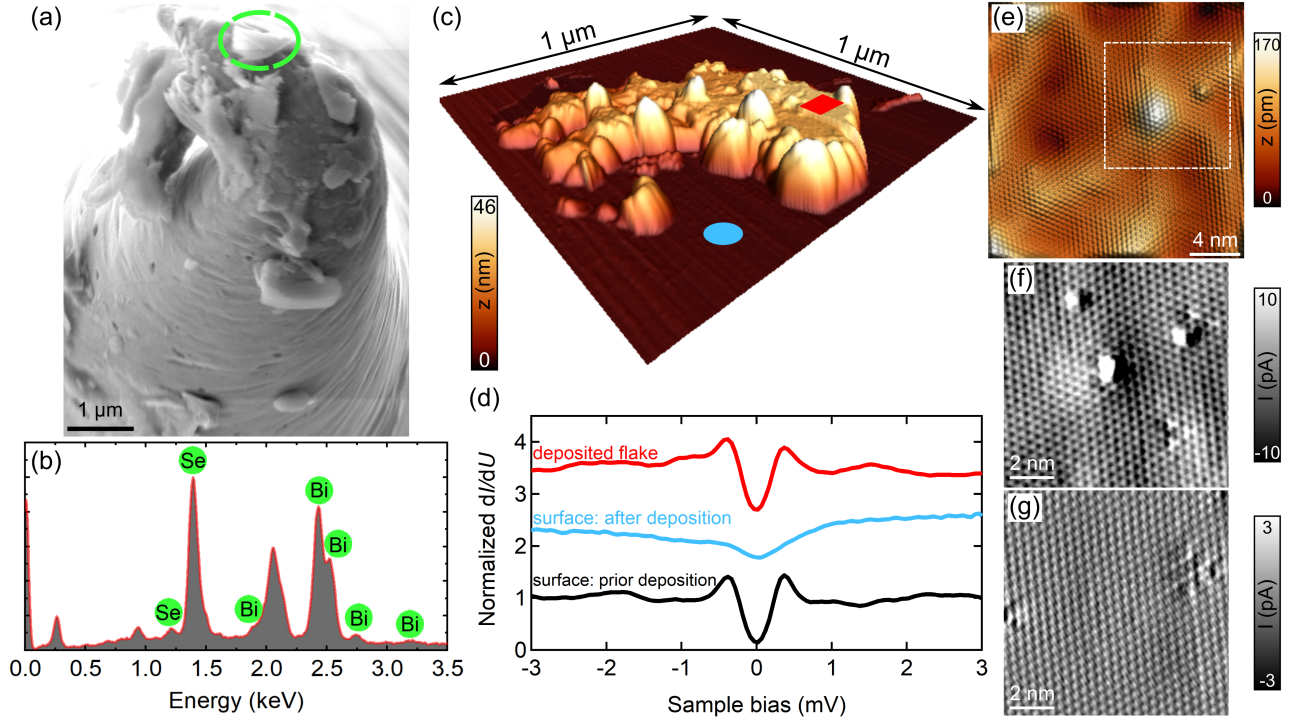 (a)
1 µm
(b)
Se
Se
Bi
Bi
Bi
Bi
Bi
0.0 0.5 1.0 1.5 2.0 2.5 3.0 3.5
Energy (keV)
(c)
1 µm
1 µm
46
z (nm)
0
(d)
Normalized dI/dU
4
3
2
1
0
deposited flake
surface: after deposition
surface: prior deposition
-3 -2 -1 0 1 2 3
Sample bias (mV)
(e)
4 nm
170
z (pm)
0
(f)
2 nm
10
I (pA)
-10
(g)
2 nm
3
I (pA)
-3